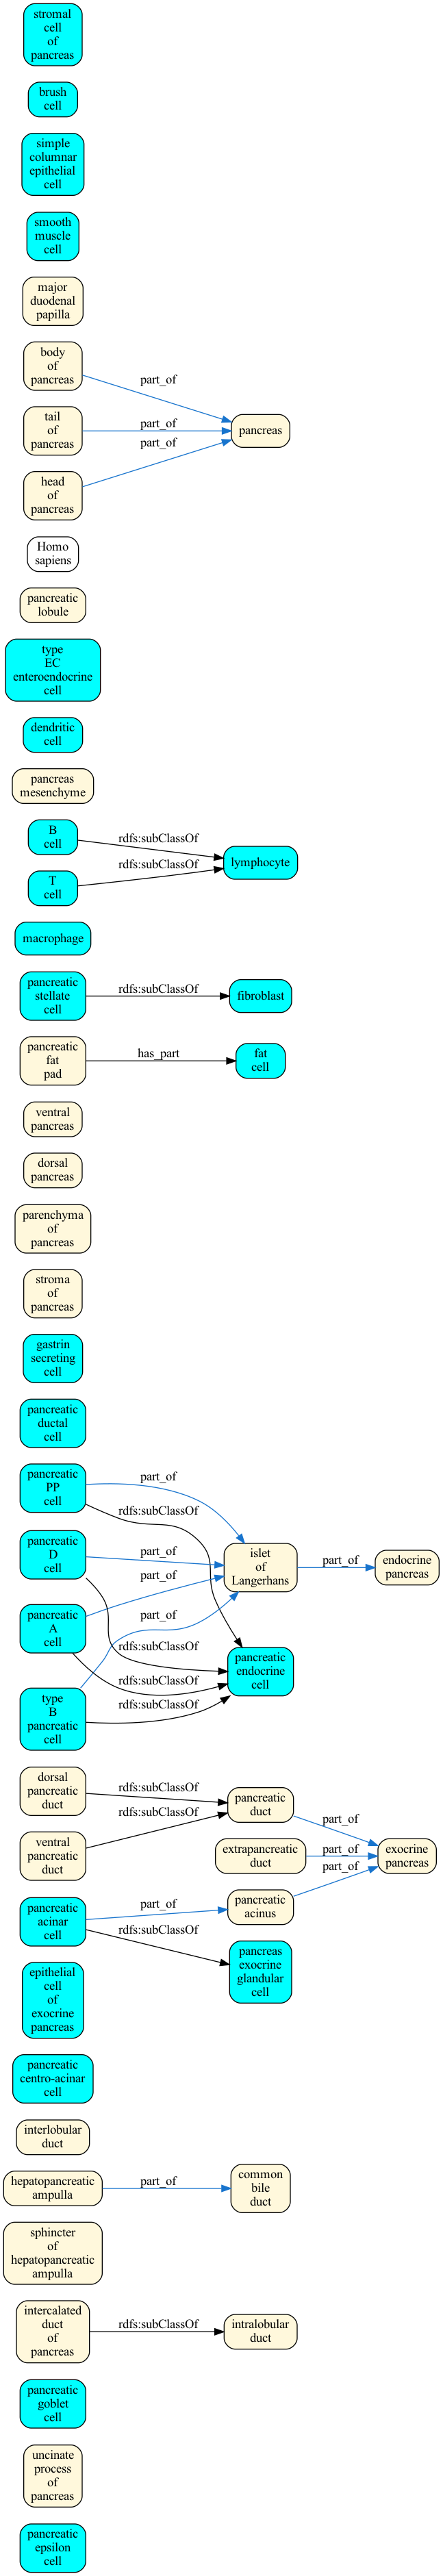 stromal
cell
of
pancreas
brush
cell
simple
columnar
epithelial
cell
smooth
muscle
cell
major
duodenal
papilla
body
of
pancreas
part_of
tail
of
pancreas
part_of
pancreas
part_of
head
of
pancreas
Homo
sapiens
pancreatic
lobule
type
EC
enteroendocrine
cell
dendritic
cell
pancreas
mesenchyme
B
cell
rdfs:subClassOf
lymphocyte
rdfs:subClassOf
T
cell
macrophage
pancreatic
stellate
cell
rdfs:subClassOf
fibroblast
pancreatic
fat
pad
has_part
fat
cell
ventral
pancreas
dorsal
pancreas
parenchyma
of
pancreas
stroma
of
pancreas
gastrin
secreting
cell
pancreatic
ductal
cell
pancreatic
PP
cell
part_of
rdfs:subClassOf
pancreatic
D
cell
part_of
part_of
islet
of
Langerhans
part_of
endocrine
pancreas
pancreatic
A
cell
part_of
rdfs:subClassOf
rdfs:subClassOf
pancreatic
endocrine
cell
type
B
pancreatic
cell
rdfs:subClassOf
dorsal
pancreatic
duct
rdfs:subClassOf
pancreatic
duct
part_of
rdfs:subClassOf
ventral
pancreatic
duct
extrapancreatic
duct
part_of
exocrine
pancreas
part_of
pancreatic
acinar
cell
part_of
pancreatic
acinus
rdfs:subClassOf
pancreas
exocrine
glandular
cell
epithelial
cell
of
exocrine
pancreas
pancreatic
centro-acinar
cell
interlobular
duct
hepatopancreatic
ampulla
part_of
common
bile
duct
sphincter
of
hepatopancreatic
ampulla
intercalated
duct
of
pancreas
rdfs:subClassOf
intralobular
duct
pancreatic
goblet
cell
uncinate
process
of
pancreas
pancreatic
epsilon
cell